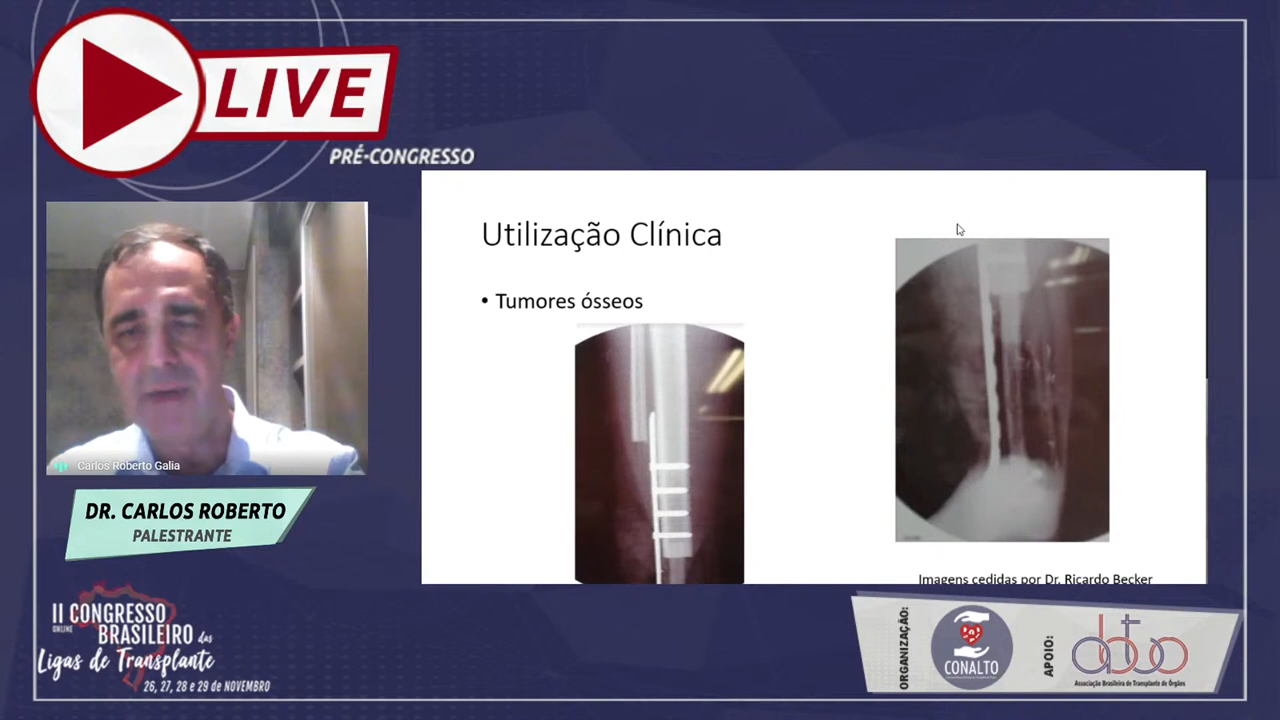 LIVE
PRÉ-CONGRESSO
Utilização Clínica
• Tumores ósseos
Imagens cedidas por Dr. Ricardo Becker
Carlos Roberto Galia
DR. CARLOS ROBERTO
PALESTRANTE
II CONGRESSO
ONLINE
BRASILEIRO das
Ligas de Transplante
26, 27, 28 e 29 de NOVEMBRO
ORGANIZAÇÃO:
CONALTO
APOIO:
abto
Associação Brasileira de Transplante de Órgãos